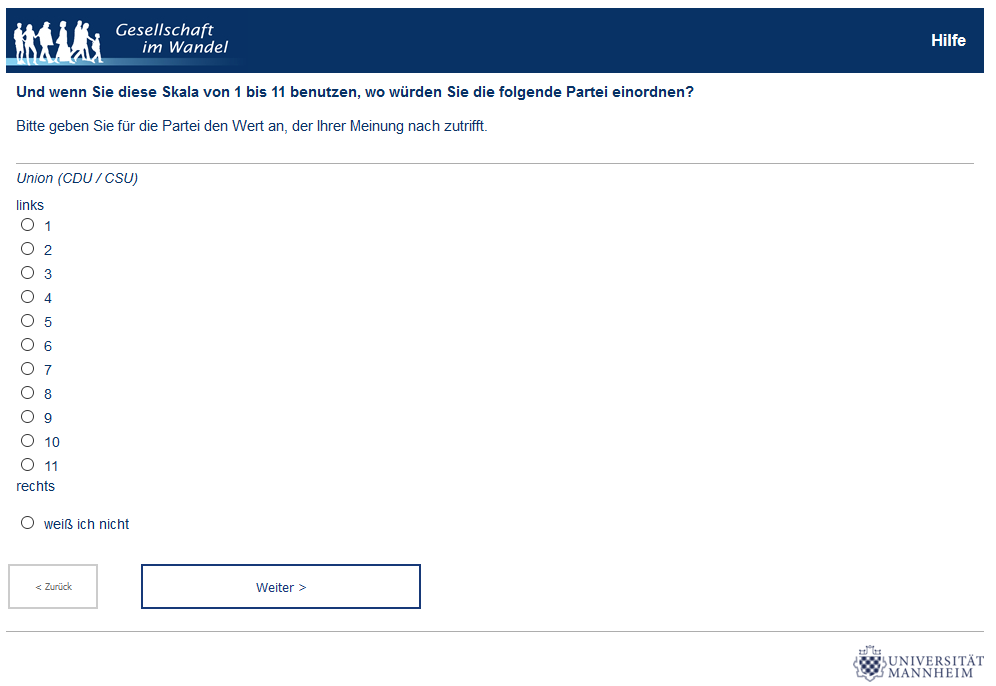 Gesellschaft
im Wandel
Hilfe
Und wenn Sie diese Skala von 1 bis 11 benutzen, wo würden Sie die folgende Partei einordnen?
Bitte geben Sie für die Partei den Wert an, der Ihrer Meinung nach zutrifft.
Union (CDU / CSU)
links
1
2
3
4
5
6
7
8
9
10
11
rechts
weiß ich nicht
< Zurück
Weiter >
UNIVERSITÄT
MANNHEIM